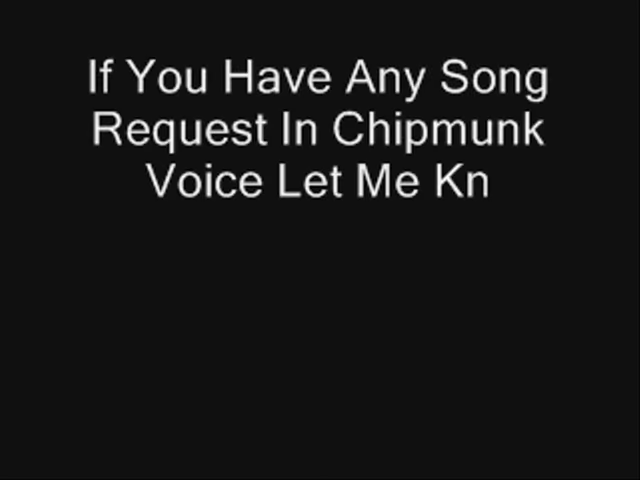 If You Have Any Song
Request In Chipmunk
Voice Let Me Kn